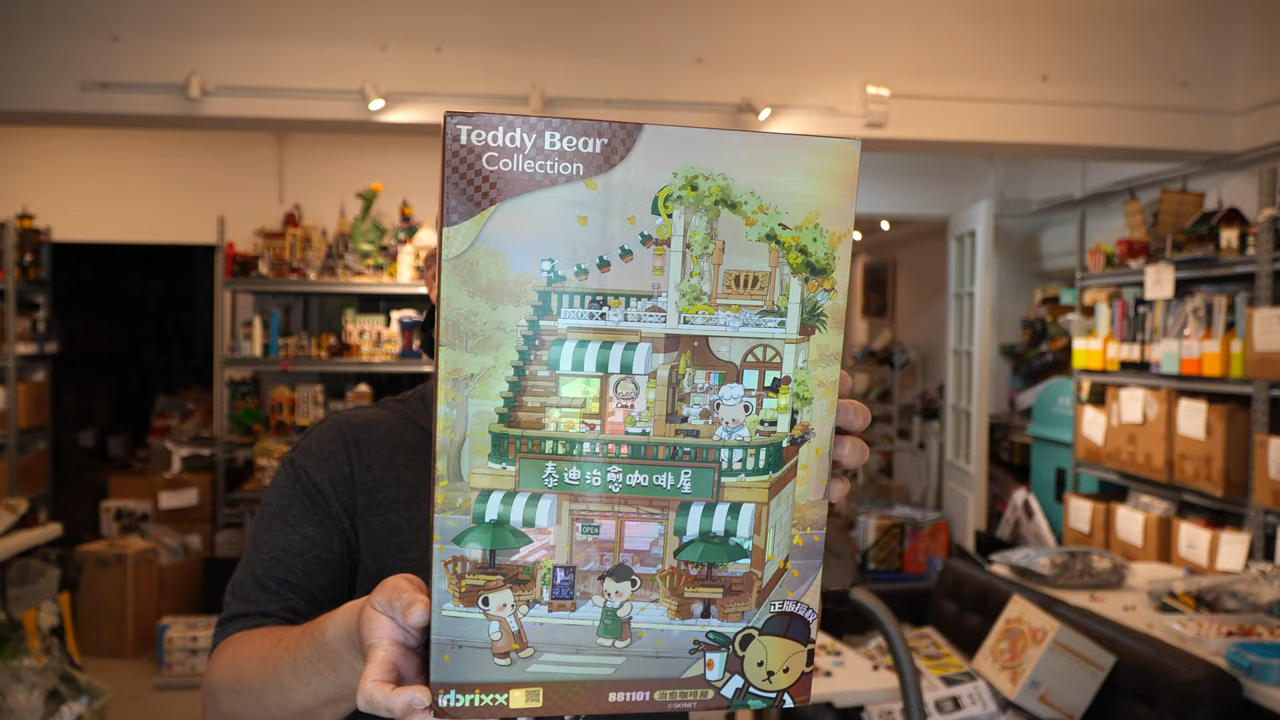 Teddy Bear
Collection
泰迪治愈咖啡屋
OPEN
BRUNCH
正版授权
881101 治愈咖啡屋
©SKYNET